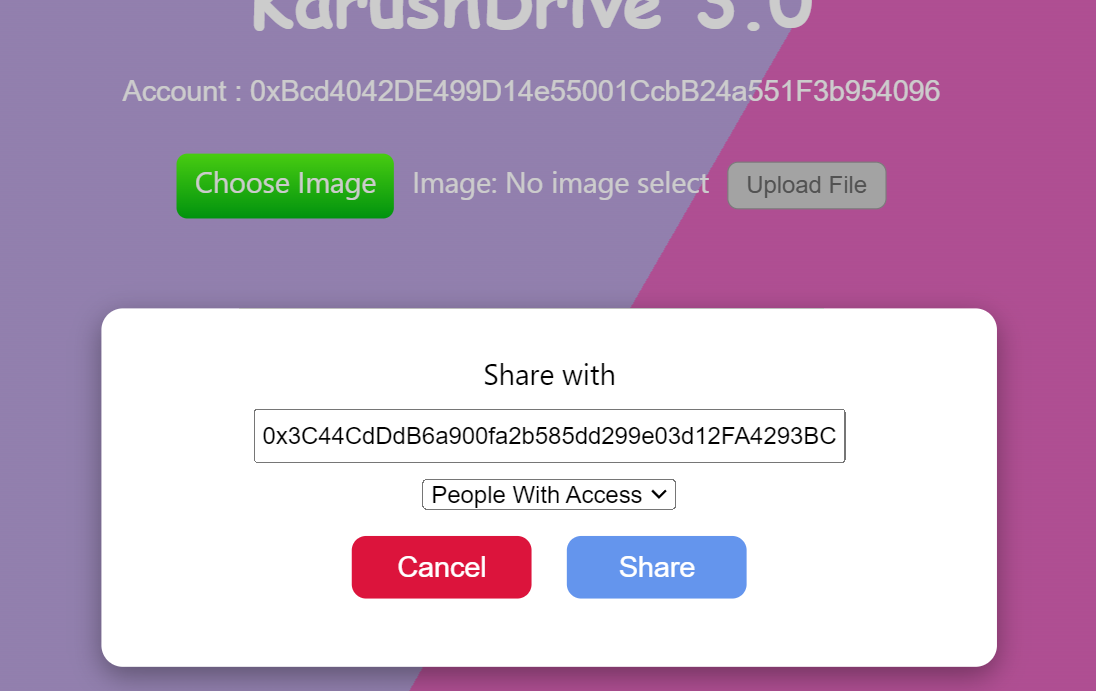 KarushDrive 3.0
Account : 0xBcd4042DE499D14e55001CcbB24a551F3b954096
Choose Image Image: No image select Upload File
Share with
0x3C44CdDdB6a900fa2b585dd299e03d12FA4293BC
People With Access
Cancel Share